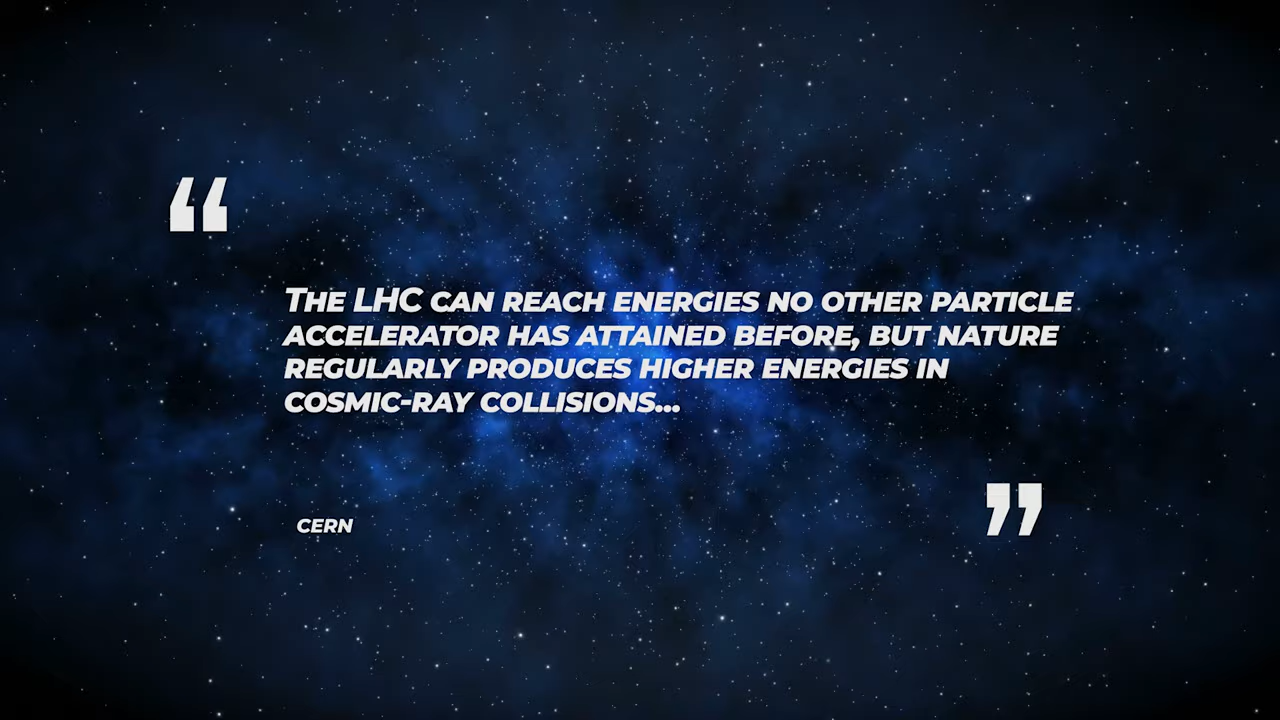 “
The LHC can reach energies no other particle
accelerator has attained before, but nature
regularly produces higher energies in
cosmic-ray collisions...
”
CERN